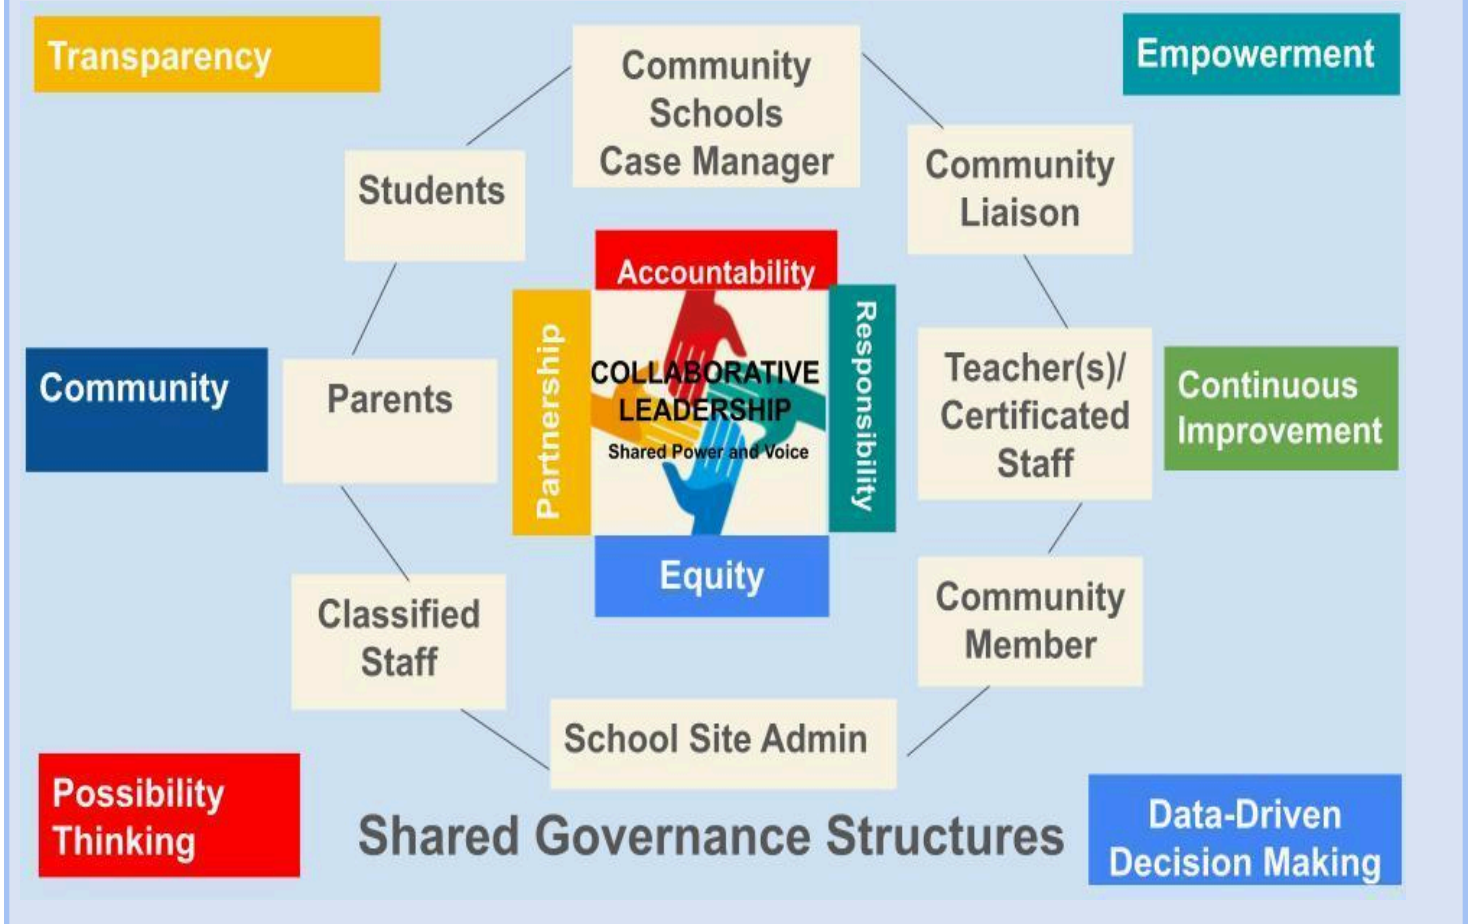 Transparency
Community
Schools
Case Manager
Empowerment
Students
Community
Liaison
Accountability
Partnership
COLLABORATIVE
LEADERSHIP
Shared Power and Voice
Responsibility
Equity
Community
Parents
Teacher(s)/
Certificated
Staff
Continuous
Improvement
Classified
Staff
Community
Member
School Site Admin
Possibility
Thinking
Shared Governance Structures
Data-Driven
Decision Making